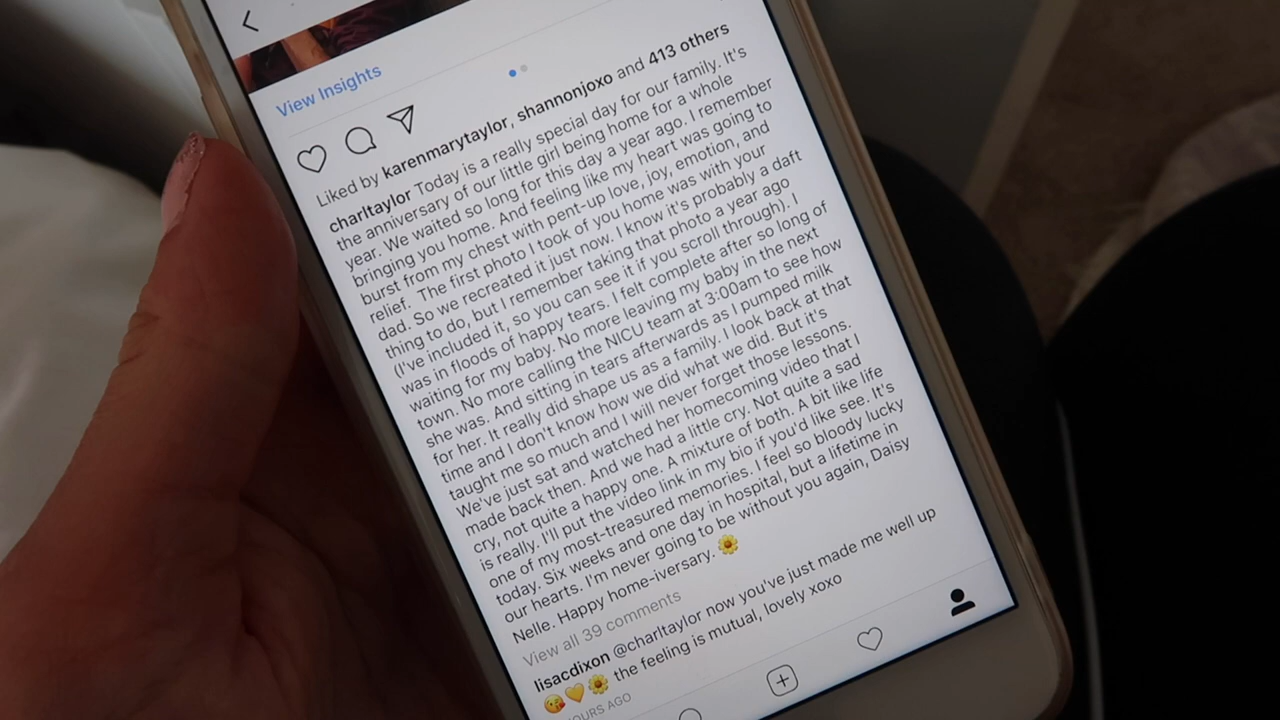 View Insights
Liked by karenmarytaylor, shannonjoxo and 413 others
charltaylor Today is a really special day for our family. It's
the anniversary of our little girl being home for a whole
year. We waited so long for this day a year ago. I remember
bringing you home. And feeling like my heart was going to
burst from my chest with pent-up love, joy, emotion, and
relief. The first photo I took of you home was with your
dad. So we recreated it just now. I know it's probably a daft
thing to do, but I remember taking that photo a year ago
(I've included it, so you can see it if you scroll through). I
was in floods of happy tears. I felt complete after so long of
waiting for my baby. No more leaving my baby in the next
town. No more calling the NICU team at 3:00am to see how
she was. And sitting in tears afterwards as I pumped milk
for her. It really did shape us as a family. I look back at that
time and I don't know how we did what we did. But it's
taught me so much and I will never forget those lessons.
We've just sat and watched her homecoming video that I
made back then. And we had a little cry. Not quite a sad
cry, not quite a happy one. A mixture of both. A bit like life
is really. I'll put the video link in my bio if you'd like see. It's
one of my most-treasured memories. I feel so bloody lucky
today. Six weeks and one day in hospital, but a lifetime in
our hearts. I'm never going to be without you again, Daisy
Nelle. Happy home-iversary. 🌼
View all 39 comments
lisacdixon @charltaylor now you've just made me well up
😘💛🌼 the feeling is mutual, lovely xoxo
HOURS AGO